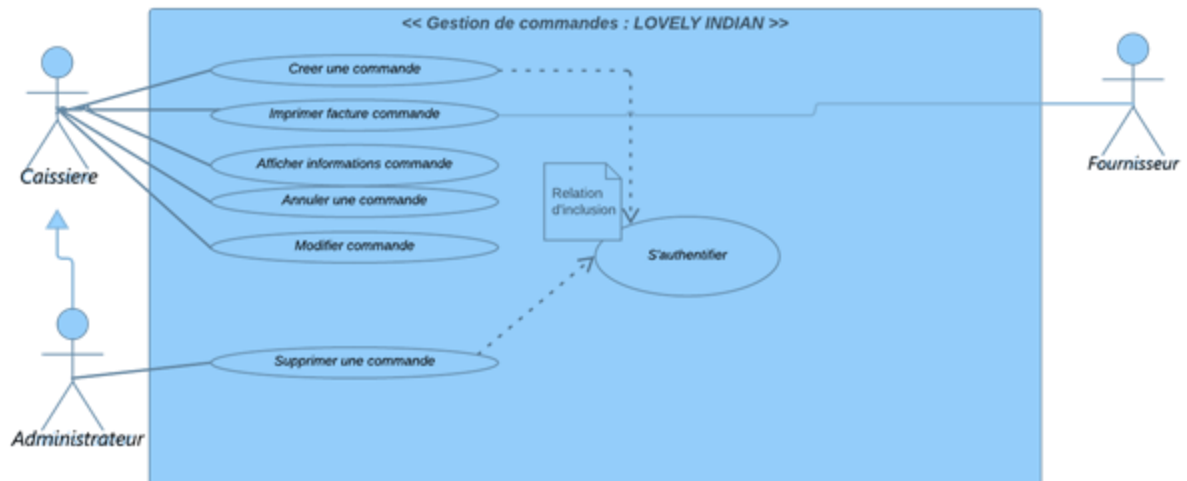 << Gestion de commandes : LOVELY INDIAN >>
Creer une commande
Imprimer facture commande
Afficher informations commande
Annuler une commande
Modifier commande
Supprimer une commande
Relation
d'inclusion
S'authentifier
Caissiere
Administrateur
Fournisseur